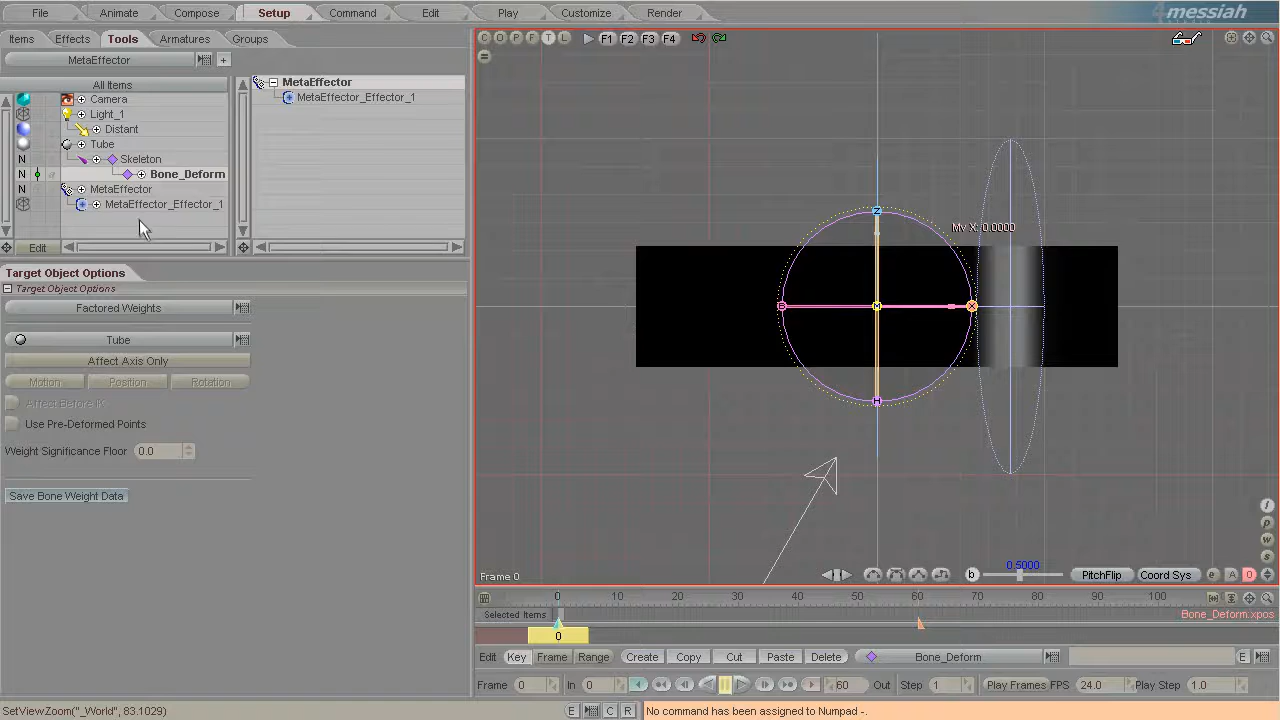 File Animate Compose Setup Command Edit Play Customize Render 4messiah
Items Effects Tools Armatures Groups
C O P F T L F1 F2 F3 F4
MetaEffector +
All Items
MetaEffector
MetaEffector_Effector_1
Camera
Light_1
Distant
Tube
N Skeleton
N Bone_Deform
N MetaEffector
MetaEffector_Effector_1
Edit
Z
Mv X: 0.0000
X
H
Target Object Options
Target Object Options
Factored Weights
Tube
Affect Axis Only
Motion Position Rotation
Affect Before IK
Use Pre-Deformed Points
Weight Significance Floor 0.0
Save Bone Weight Data
i
p
w
s
Frame 0
b 0.5000 PitchFlip Coord Sys e A 0
0 10 20 30 40 50 60 70 80 90 100
Selected Items Bone_Deform:xpos
0
Edit Key Frame Range Create Copy Cut Paste Delete Bone_Deform E
Frame 0 In 0 60 Out Step 1 Play Frames FPS 24.0 Play Step 1.0
SetViewZoom("_World", 83.1029) E C R No command has been assigned to Numpad -.